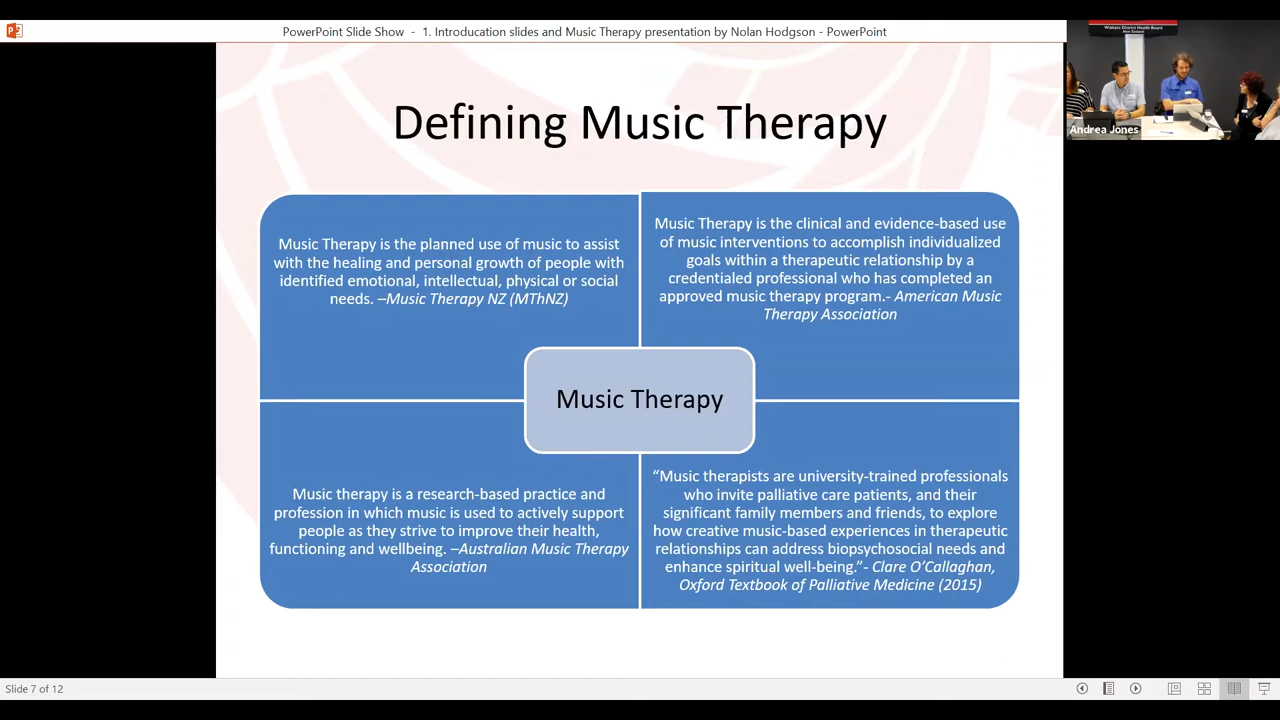 PowerPoint Slide Show - 1. Introducation slides and Music Therapy presentation by Nolan Hodgson - PowerPoint
Waikato District Health Board
New Zealand
Andrea Jones
Defining Music Therapy
Music Therapy is the planned use of music to assist
with the healing and personal growth of people with
identified emotional, intellectual, physical or social
needs. –Music Therapy NZ (MThNZ)
Music Therapy is the clinical and evidence-based use
of music interventions to accomplish individualized
goals within a therapeutic relationship by a
credentialed professional who has completed an
approved music therapy program.- American Music
Therapy Association
Music Therapy
Music therapy is a research-based practice and
profession in which music is used to actively support
people as they strive to improve their health,
functioning and wellbeing. –Australian Music Therapy
Association
“Music therapists are university-trained professionals
who invite palliative care patients, and their
significant family members and friends, to explore
how creative music-based experiences in therapeutic
relationships can address biopsychosocial needs and
enhance spiritual well-being.”- Clare O’Callaghan,
Oxford Textbook of Palliative Medicine (2015)
Slide 7 of 12